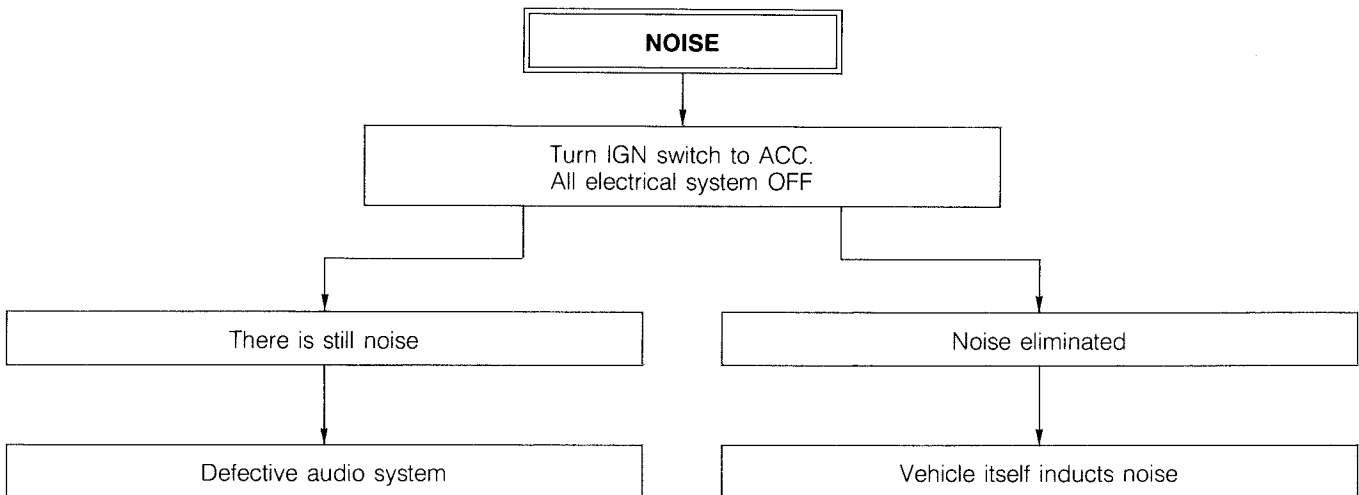 NOISE
Turn IGN switch to ACC.
All electrical system OFF
There is still noise
Noise eliminated
Defective audio system
Vehicle itself inducts noise